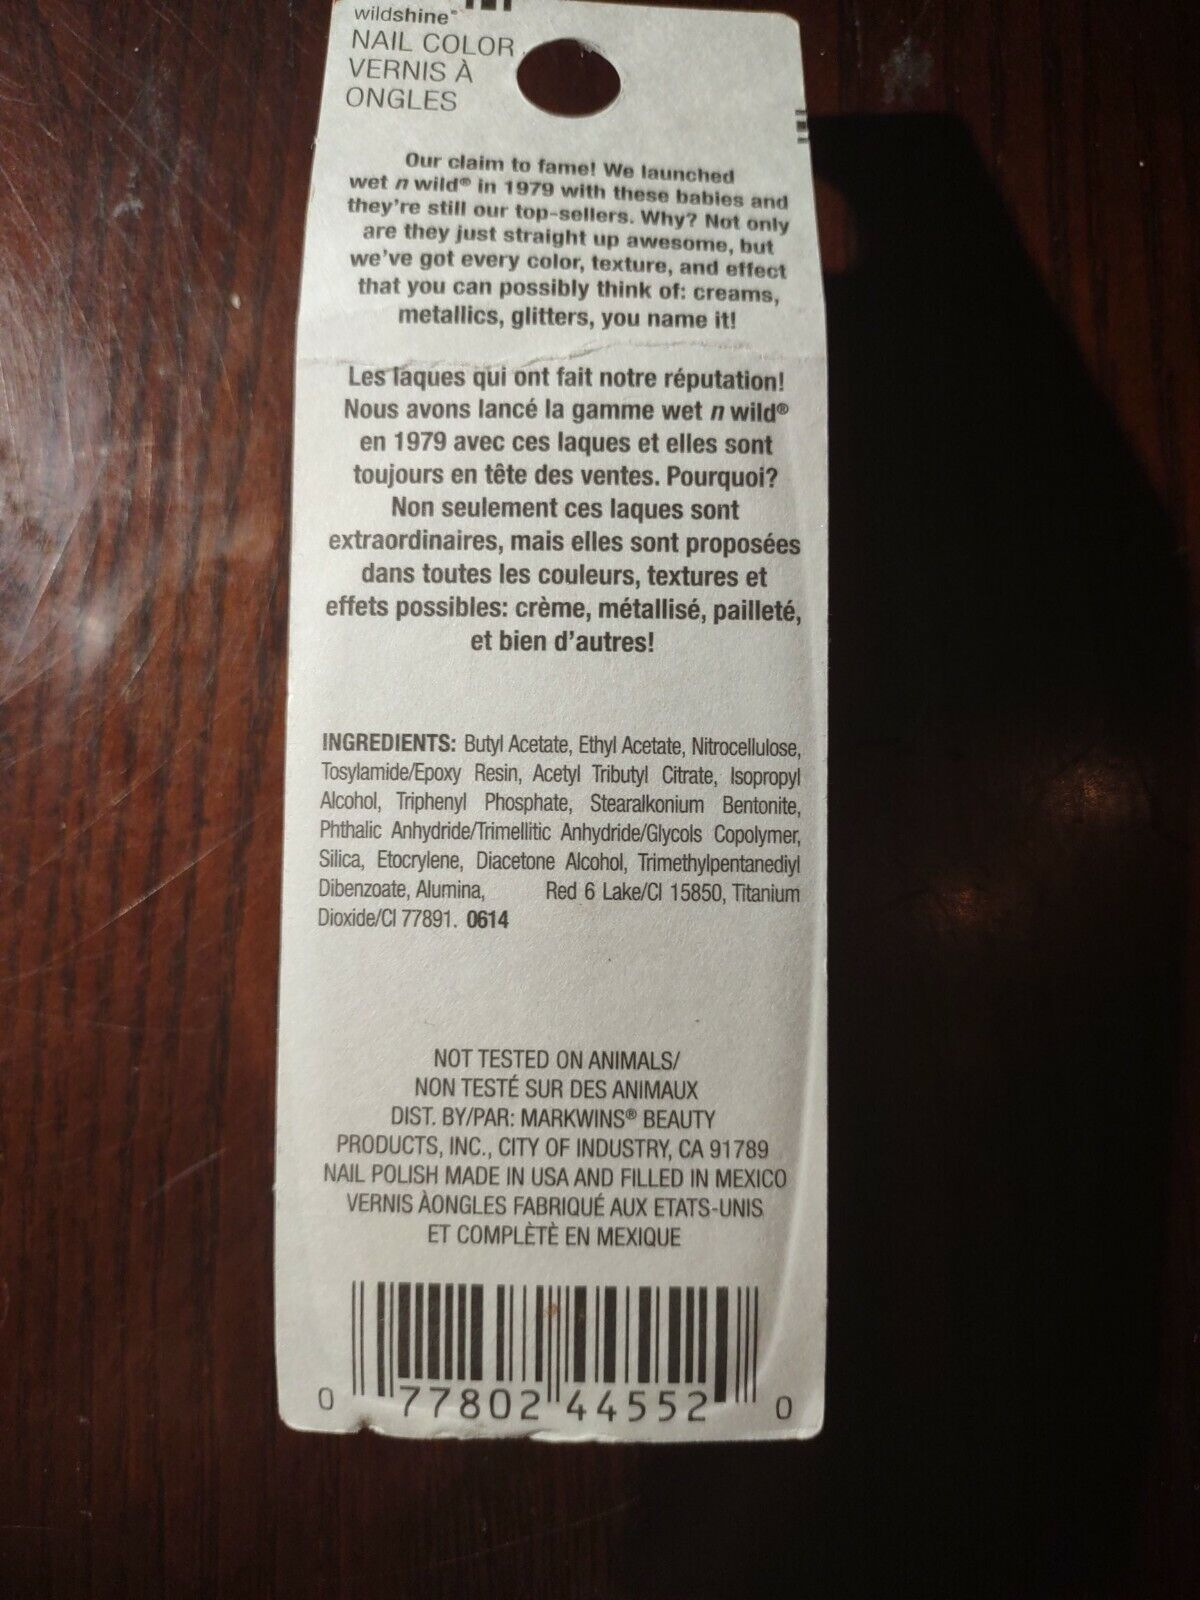 wildshine®
NAIL COLOR
VERNIS À
ONGLES
Our claim to fame! We launched
wet n wild® in 1979 with these babies and
they're still our top-sellers. Why? Not only
are they just straight up awesome, but
we've got every color, texture, and effect
that you can possibly think of: creams,
metallics, glitters, you name it!
Les laques qui ont fait notre réputation!
Nous avons lancé la gamme wet n wild®
en 1979 avec ces laques et elles sont
toujours en tête des ventes. Pourquoi?
Non seulement ces laques sont
extraordinaires, mais elles sont proposées
dans toutes les couleurs, textures et
effets possibles: crème, métallisé, pailleté,
et bien d'autres!
INGREDIENTS: Butyl Acetate, Ethyl Acetate, Nitrocellulose,
Tosylamide/Epoxy Resin, Acetyl Tributyl Citrate, Isopropyl
Alcohol, Triphenyl Phosphate, Stearalkonium Bentonite,
Phthalic Anhydride/Trimellitic Anhydride/Glycols Copolymer,
Silica, Etocrylene, Diacetone Alcohol, Trimethylpentanediyl
Dibenzoate, Alumina, Red 6 Lake/CI 15850, Titanium
Dioxide/CI 77891. 0614
NOT TESTED ON ANIMALS/
NON TESTÉ SUR DES ANIMAUX
DIST. BY/PAR: MARKWINS® BEAUTY
PRODUCTS, INC., CITY OF INDUSTRY, CA 91789
NAIL POLISH MADE IN USA AND FILLED IN MEXICO
VERNIS ÀONGLES FABRIQUÉ AUX ETATS-UNIS
ET COMPLÈTÈ EN MEXIQUE
0 77802 44552 0